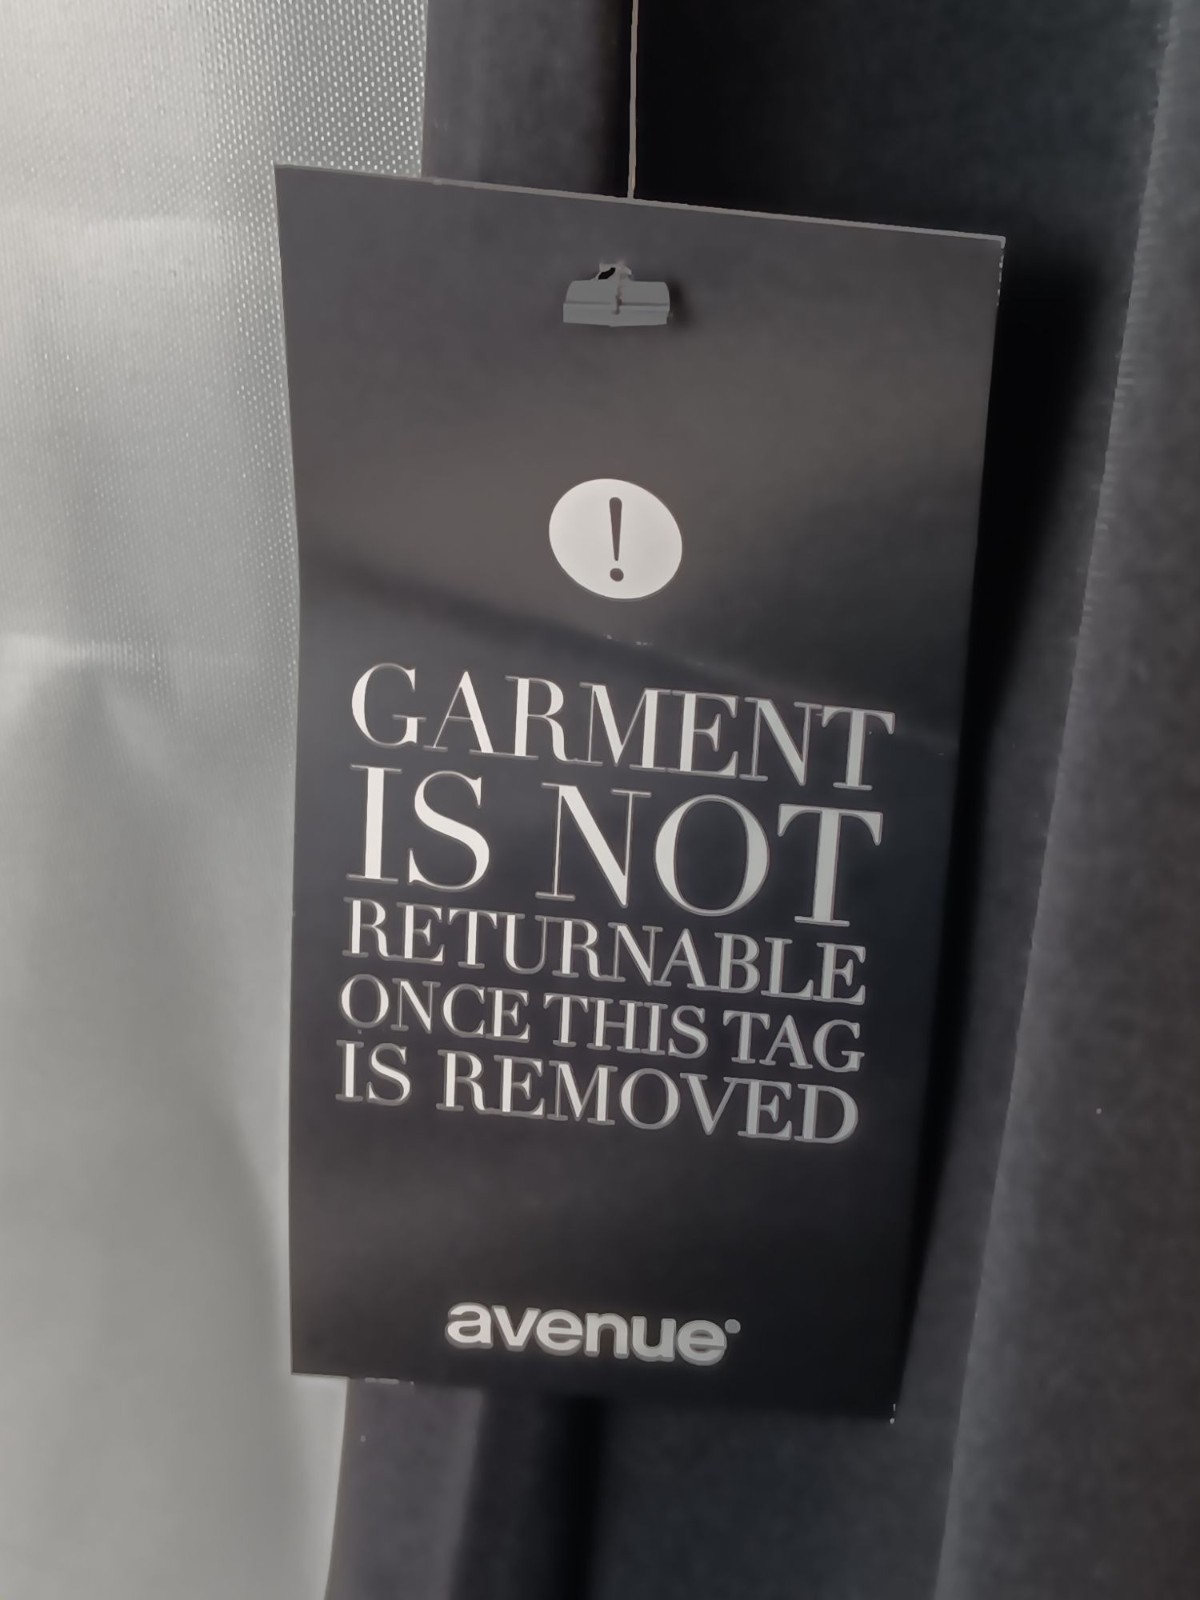 !
GARMENT
IS NOT
RETURNABLE
ONCE THIS TAG
IS REMOVED
avenue